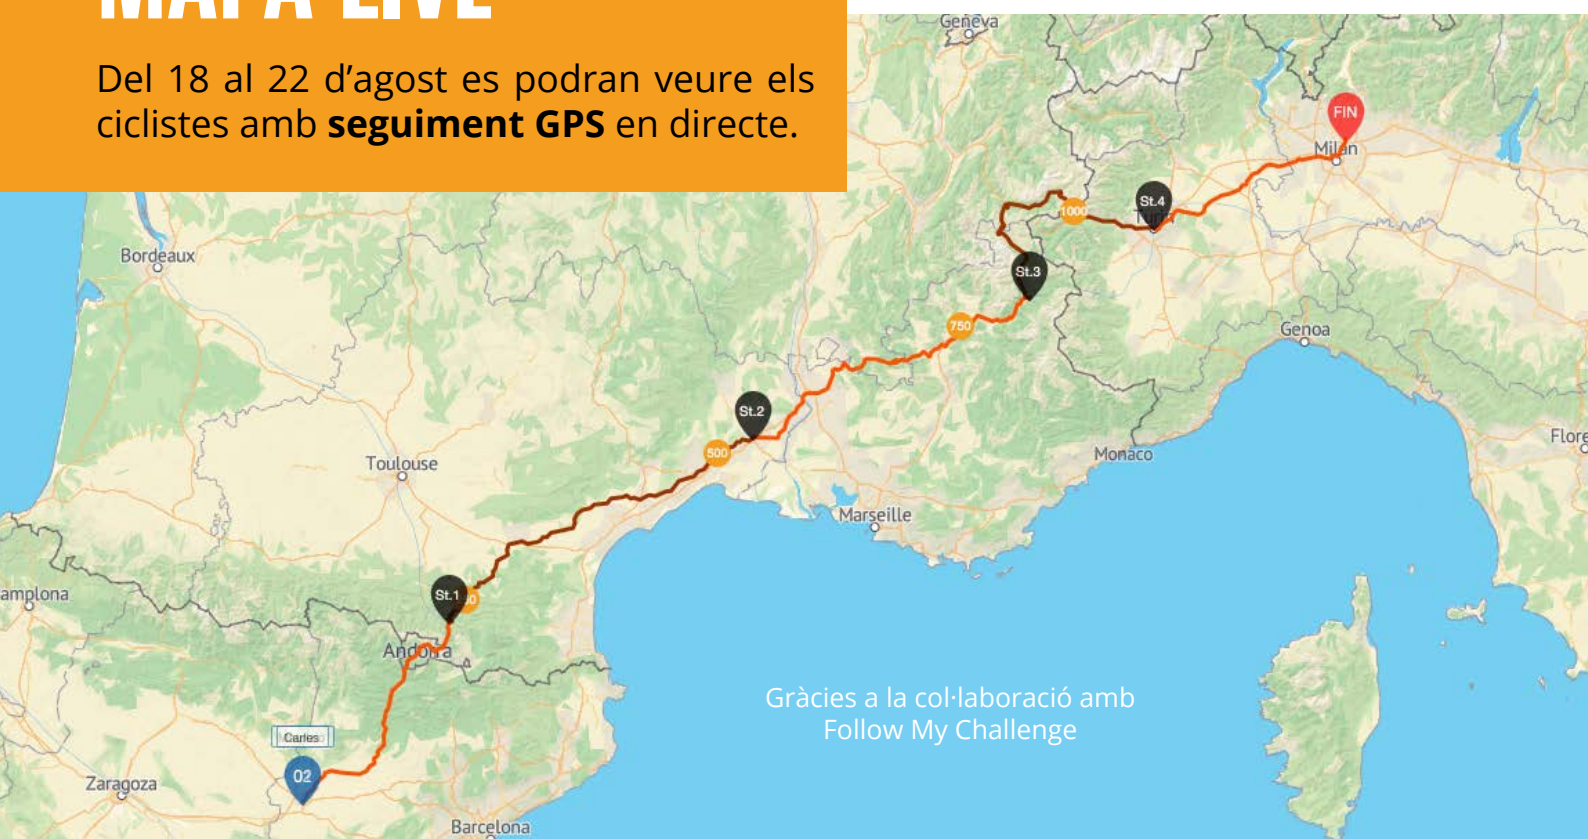 MAPA LIVE
Del 18 al 22 d’agost es podran veure els
ciclistes amb seguiment GPS en directe.
Geneva
FIN
Milan
St.4
1000
Bordeaux
St.3
750
Genoa
St.2
500
Toulouse
Flore
Monaco
Marseille
St.1
amplona
Andorra
Gràcies a la col·laboració amb
Follow My Challenge
Carles
02
Zaragoza
Barcelona